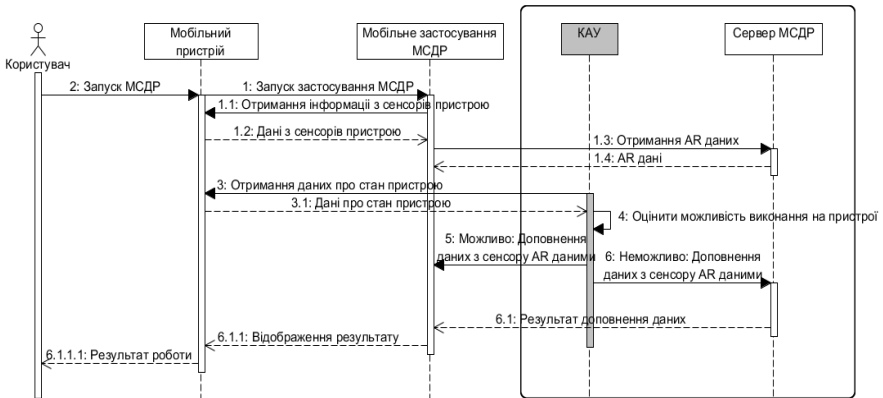 Мобільний
пристрій
Мобільне застосування
МСДР
КАУ
Сервер МСДР
Користувач
2: Запуск МСДР
1: Запуск застосування МСДР
1.1: Отримання інформації з сенсорів пристрою
1.2: Дані з сенсорів пристрою
1.3: Отримання AR даних
1.4: AR дані
3: Отримання даних про стан пристрою
3.1: Дані про стан пристрою
4: Оцінити можливість виконання на пристрої
5: Можливо: Доповнення
даних з сенсору AR даними
6: Неможливо: Доповнення
даних з сенсору AR даними
6.1: Результат доповнення даних
6.1.1: Відображення результату
6.1.1.1: Результат роботи